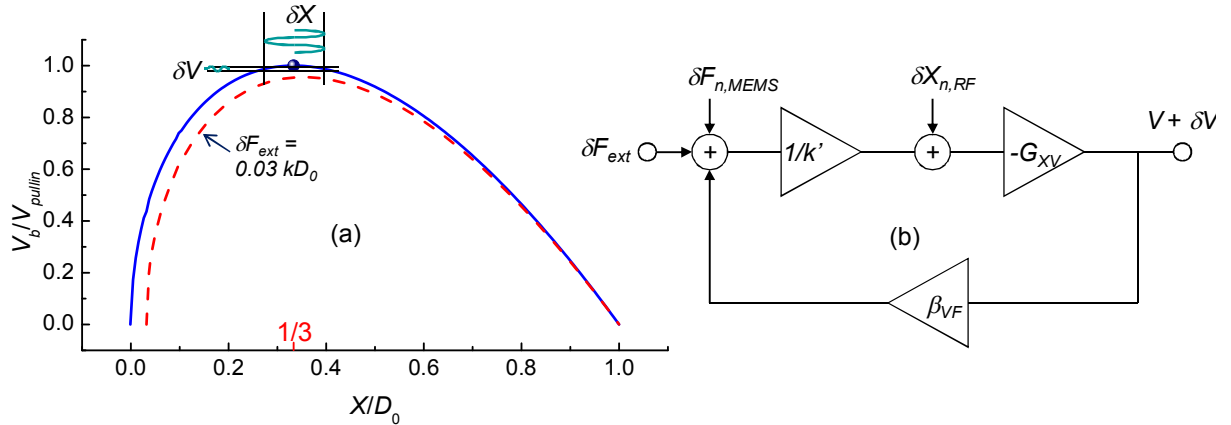 δX
δV
1.0
0.8
0.6
0.4
0.2
0.0
V_b/V_pullin
δF_ext =
0.03 kD_0
(a)
1/3
0.0 0.2 0.4 0.6 0.8 1.0
X/D_0
δF_n,MEMS
δX_n,RF
V + δV
δF_ext
+
1/k'
+
-G_XV
(b)
β_VF